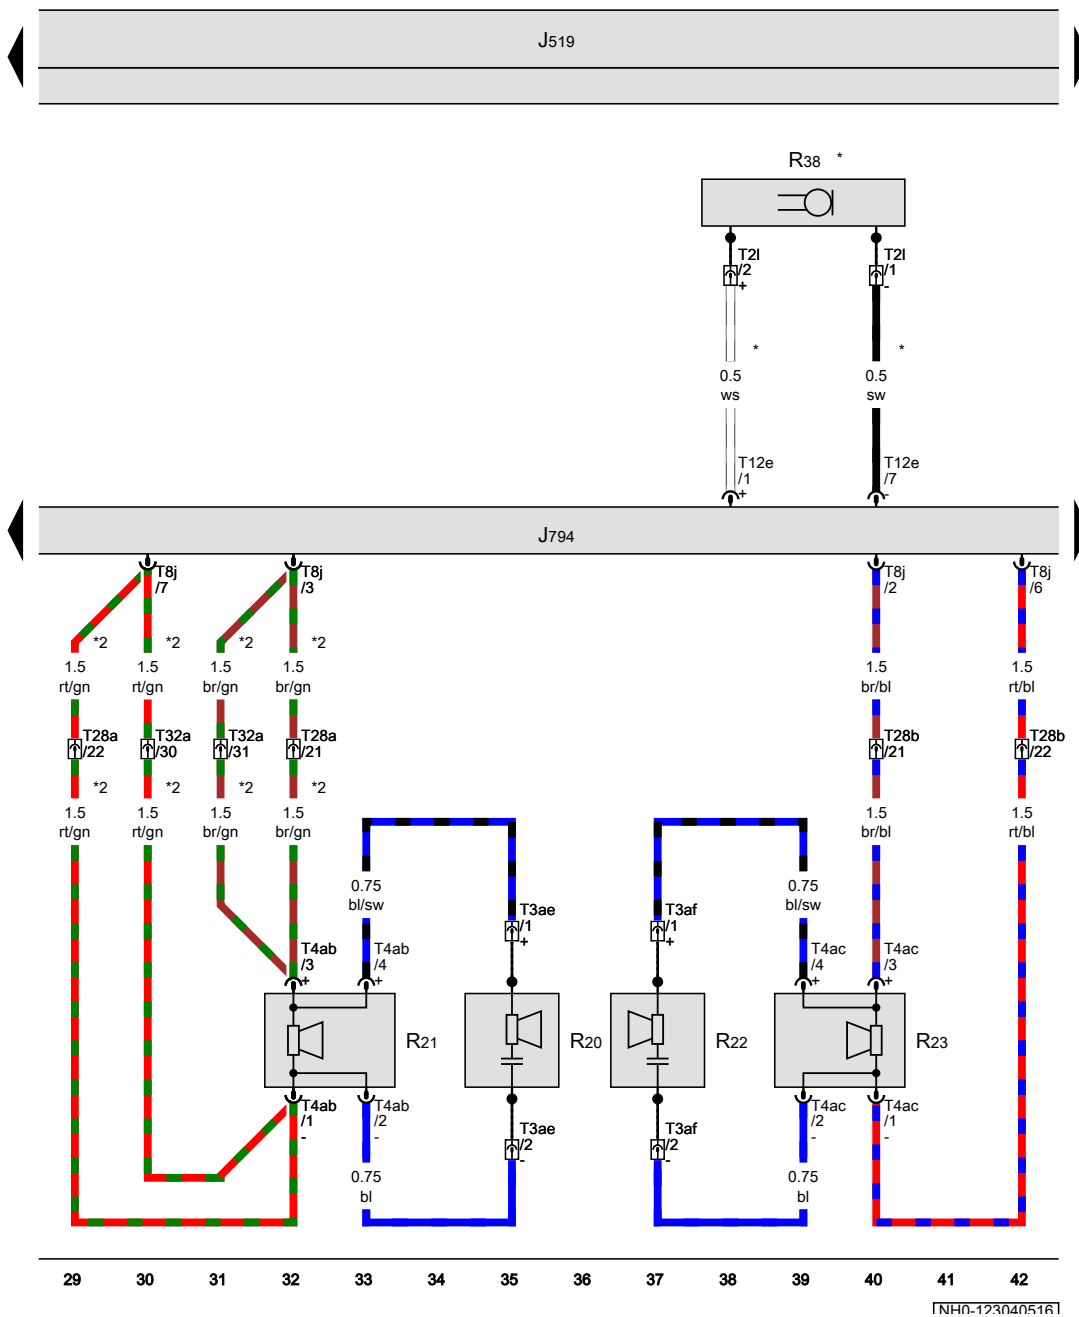 J519
R38 *
T2l
/2
+
T2l
/1
-
*
*
0.5
ws
0.5
sw
T12e
/1
+
T12e
/7
-
J794
T8j
/7
T8j
/3
T8j
/2
T8j
/6
*2
*2
*2
*2
1.5
rt/gn
1.5
rt/gn
1.5
br/gn
1.5
br/gn
1.5
br/bl
1.5
rt/bl
T28a
/22
T32a
/30
T32a
/31
T28a
/21
T28b
/21
T28b
/22
*2
*2
*2
*2
1.5
rt/gn
1.5
rt/gn
1.5
br/gn
1.5
br/gn
1.5
br/bl
1.5
rt/bl
0.75
bl/sw
0.75
bl/sw
T3ae
/1
+
T3af
/1
+
T4ab
/3
+
T4ab
/4
+
T4ac
/4
+
T4ac
/3
+
R21
R20
R22
R23
T4ab
/1
-
T4ab
/2
-
T3ae
/2
-
T3af
/2
-
T4ac
/2
-
T4ac
/1
-
0.75
bl
0.75
bl
29 30 31 32 33 34 35 36 37 38 39 40 41 42
NH0-123040516